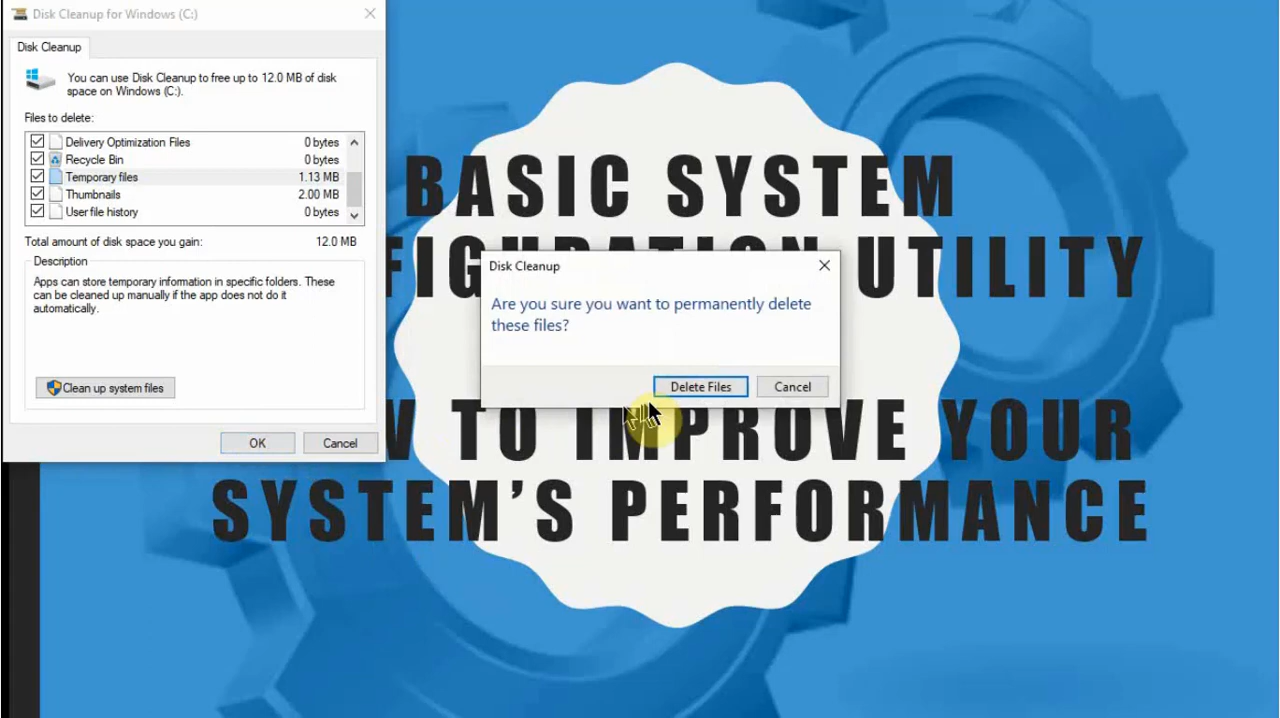 Disk Cleanup for Windows (C:)
Disk Cleanup
You can use Disk Cleanup to free up to 12.0 MB of disk
space on Windows (C:).
Files to delete:
Delivery Optimization Files 0 bytes
Recycle Bin 0 bytes
Temporary files 1.13 MB
Thumbnails 2.00 MB
User file history 0 bytes
Total amount of disk space you gain: 12.0 MB
Description
Apps can store temporary information in specific folders. These
can be cleaned up manually if the app does not do it
automatically.
Clean up system files
OK Cancel
BASIC SYSTEM
UTILITY
Disk Cleanup
Are you sure you want to permanently delete
these files?
Delete Files Cancel
TO IMPROVE YOUR
SYSTEM’S PERFORMANCE